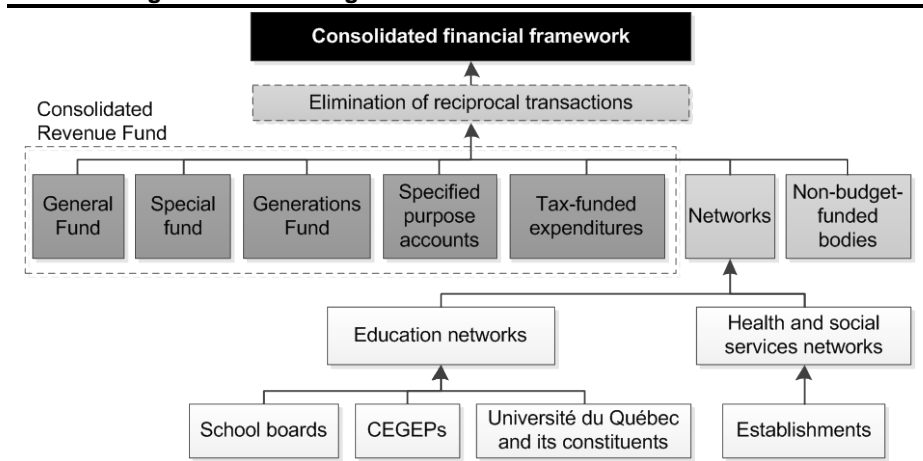 Consolidated financial framework
Elimination of reciprocal transactions
Consolidated
Revenue Fund
General
Fund
Special
fund
Generations
Fund
Specified
purpose
accounts
Tax-funded
expenditures
Networks
Non-budget-
funded
bodies
Education networks
Health and social
services networks
School boards
CEGEPs
Université du Québec
and its constituents
Establishments